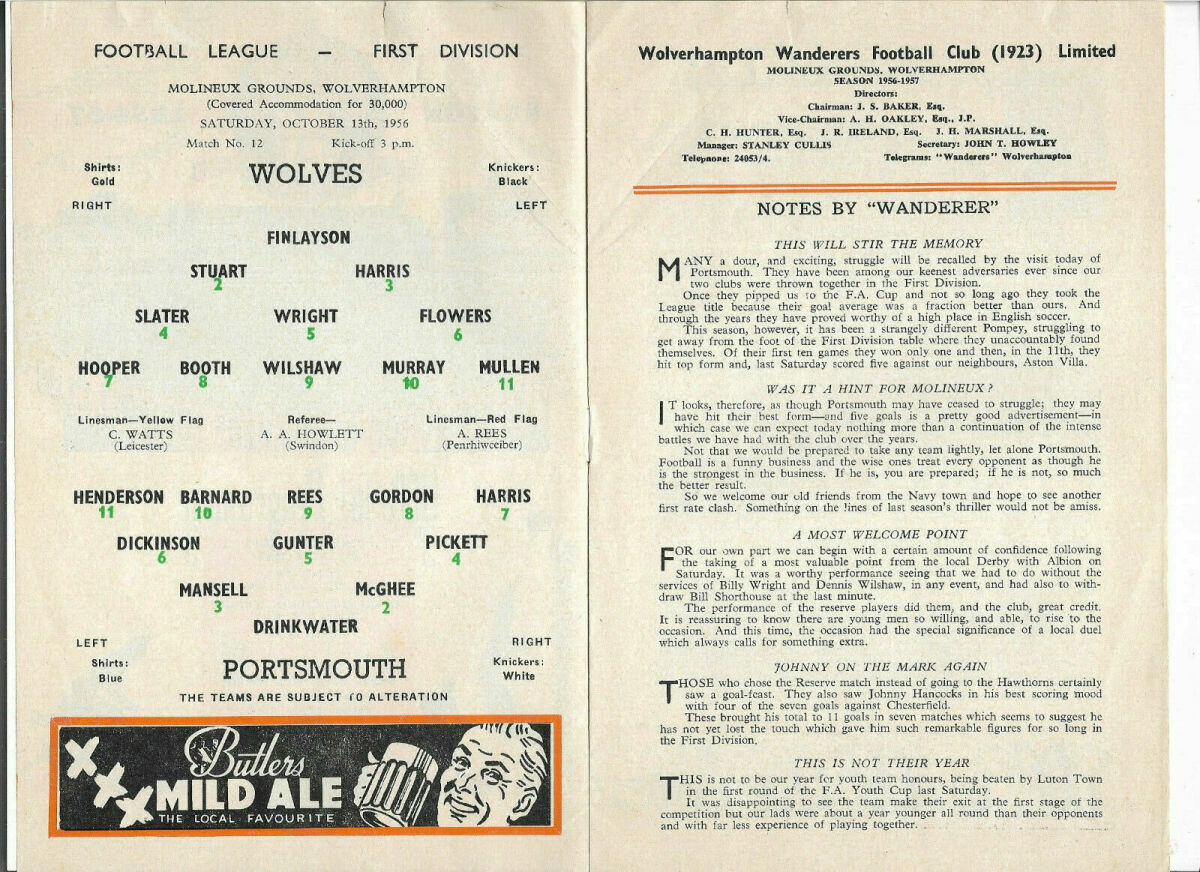 FOOTBALL LEAGUE — FIRST DIVISION
MOLINEUX GROUNDS, WOLVERHAMPTON
(Covered Accommodation for 30,000)
SATURDAY, OCTOBER 13th, 1956
Match No. 12 Kick-off 3 p.m.
Shirts: Gold
WOLVES
Knickers: Black
RIGHT LEFT
FINLAYSON
STUART HARRIS
2 3
SLATER WRIGHT FLOWERS
4 5 6
HOOPER BOOTH WILSHAW MURRAY MULLEN
7 8 9 10 11
Linesman—Yellow Flag Referee— Linesman—Red Flag
C. WATTS A. A. HOWLETT A. REES
(Leicester) (Swindon) (Penrhiwceiber)
HENDERSON BARNARD REES GORDON HARRIS
11 10 9 8 7
DICKINSON GUNTER PICKETT
6 5 4
MANSELL McGHEE
3 2
DRINKWATER
LEFT RIGHT
Shirts: Blue
PORTSMOUTH
Knickers: White
THE TEAMS ARE SUBJECT TO ALTERATION
Butlers
MILD ALE
THE LOCAL FAVOURITE
Wolverhampton Wanderers Football Club (1923) Limited
MOLINEUX GROUNDS, WOLVERHAMPTON
SEASON 1956-1957
Directors:
Chairman: J. S. BAKER, Esq.
Vice-Chairman: A. H. OAKLEY, Esq., J.P.
C. H. HUNTER, Esq. J. R. IRELAND, Esq. J. H. MARSHALL, Esq.
Manager: STANLEY CULLIS Secretary: JOHN T. HOWLEY
Telephone: 24053/4. Telegrams: "Wanderers" Wolverhampton
NOTES BY "WANDERER"
THIS WILL STIR THE MEMORY
MANY a dour, and exciting, struggle will be recalled by the visit today of
Portsmouth. They have been among our keenest adversaries ever since our
two clubs were thrown together in the First Division.
Once they pipped us to the F.A. Cup and not so long ago they took the
League title because their goal average was a fraction better than ours. And
through the years they have proved worthy of a high place in English soccer.
This season, however, it has been a strangely different Pompey, struggling to
get away from the foot of the First Division table where they unaccountably found
themselves. Of their first ten games they won only one and then, in the 11th, they
hit top form and, last Saturday scored five against our neighbours, Aston Villa.
WAS IT A HINT FOR MOLINEUX?
IT looks, therefore, as though Portsmouth may have ceased to struggle; they may
have hit their best form—and five goals is a pretty good advertisement—in
which case we can expect today nothing more than a continuation of the intense
battles we have had with the club over the years.
Not that we would be prepared to take any team lightly, let alone Portsmouth.
Football is a funny business and the wise ones treat every opponent as though he
is the strongest in the business. If he is, you are prepared; if he is not, so much
the better result.
So we welcome our old friends from the Navy town and hope to see another
first rate clash. Something on the lines of last season's thriller would not be amiss.
A MOST WELCOME POINT
FOR our own part we can begin with a certain amount of confidence following
the taking of a most valuable point from the local Derby with Albion on
Saturday. It was a worthy performance seeing that we had to do without the
services of Billy Wright and Dennis Wilshaw, in any event, and had also to with-
draw Bill Shorthouse at the last minute.
The performance of the reserve players did them, and the club, great credit.
It is reassuring to know there are young men so willing, and able, to rise to the
occasion. And this time, the occasion had the special significance of a local duel
which always calls for something extra.
JOHNNY ON THE MARK AGAIN
THOSE who chose the Reserve match instead of going to the Hawthorns certainly
saw a goal-feast. They also saw Johnny Hancocks in his best scoring mood
with four of the seven goals against Chesterfield.
These brought his total to 11 goals in seven matches which seems to suggest he
has not yet lost the touch which gave him such remarkable figures for so long in
the First Division.
THIS IS NOT THEIR YEAR
THIS is not to be our year for youth team honours, being beaten by Luton Town
in the first round of the F.A. Youth Cup last Saturday.
It was disappointing to see the team make their exit at the first stage of the
competition but our lads were about a year younger all round than their opponents
and with far less experience of playing together.